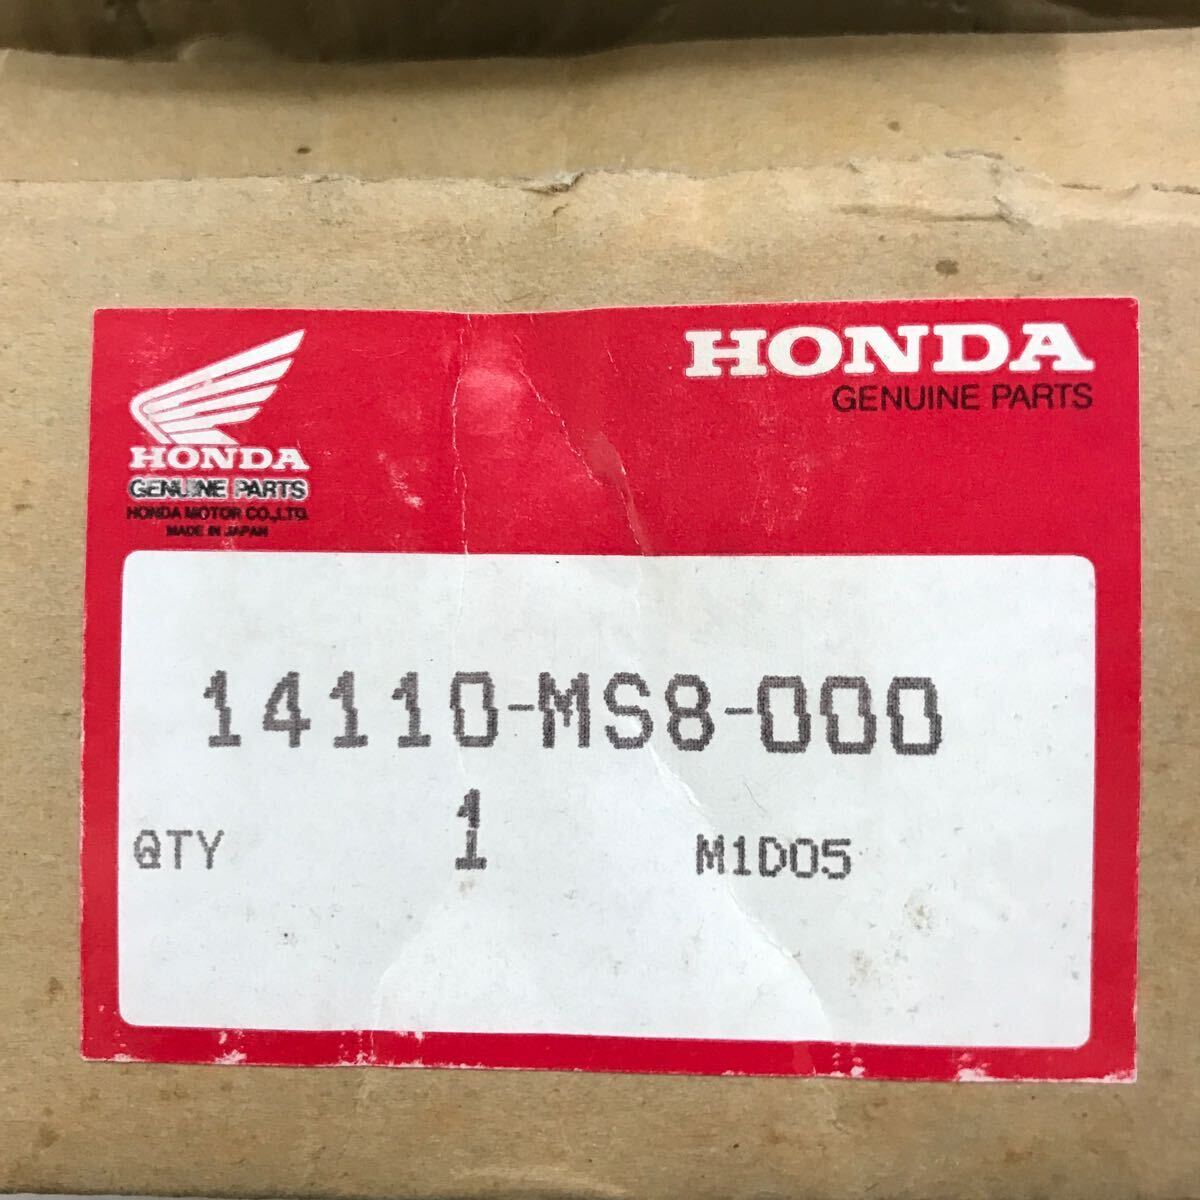 HONDA
GENUINE PARTS
HONDA
GENUINE PARTS
HONDA MOTOR CO.,LTD.
MADE IN JAPAN
14110-MS8-000
QTY 1 M1D05